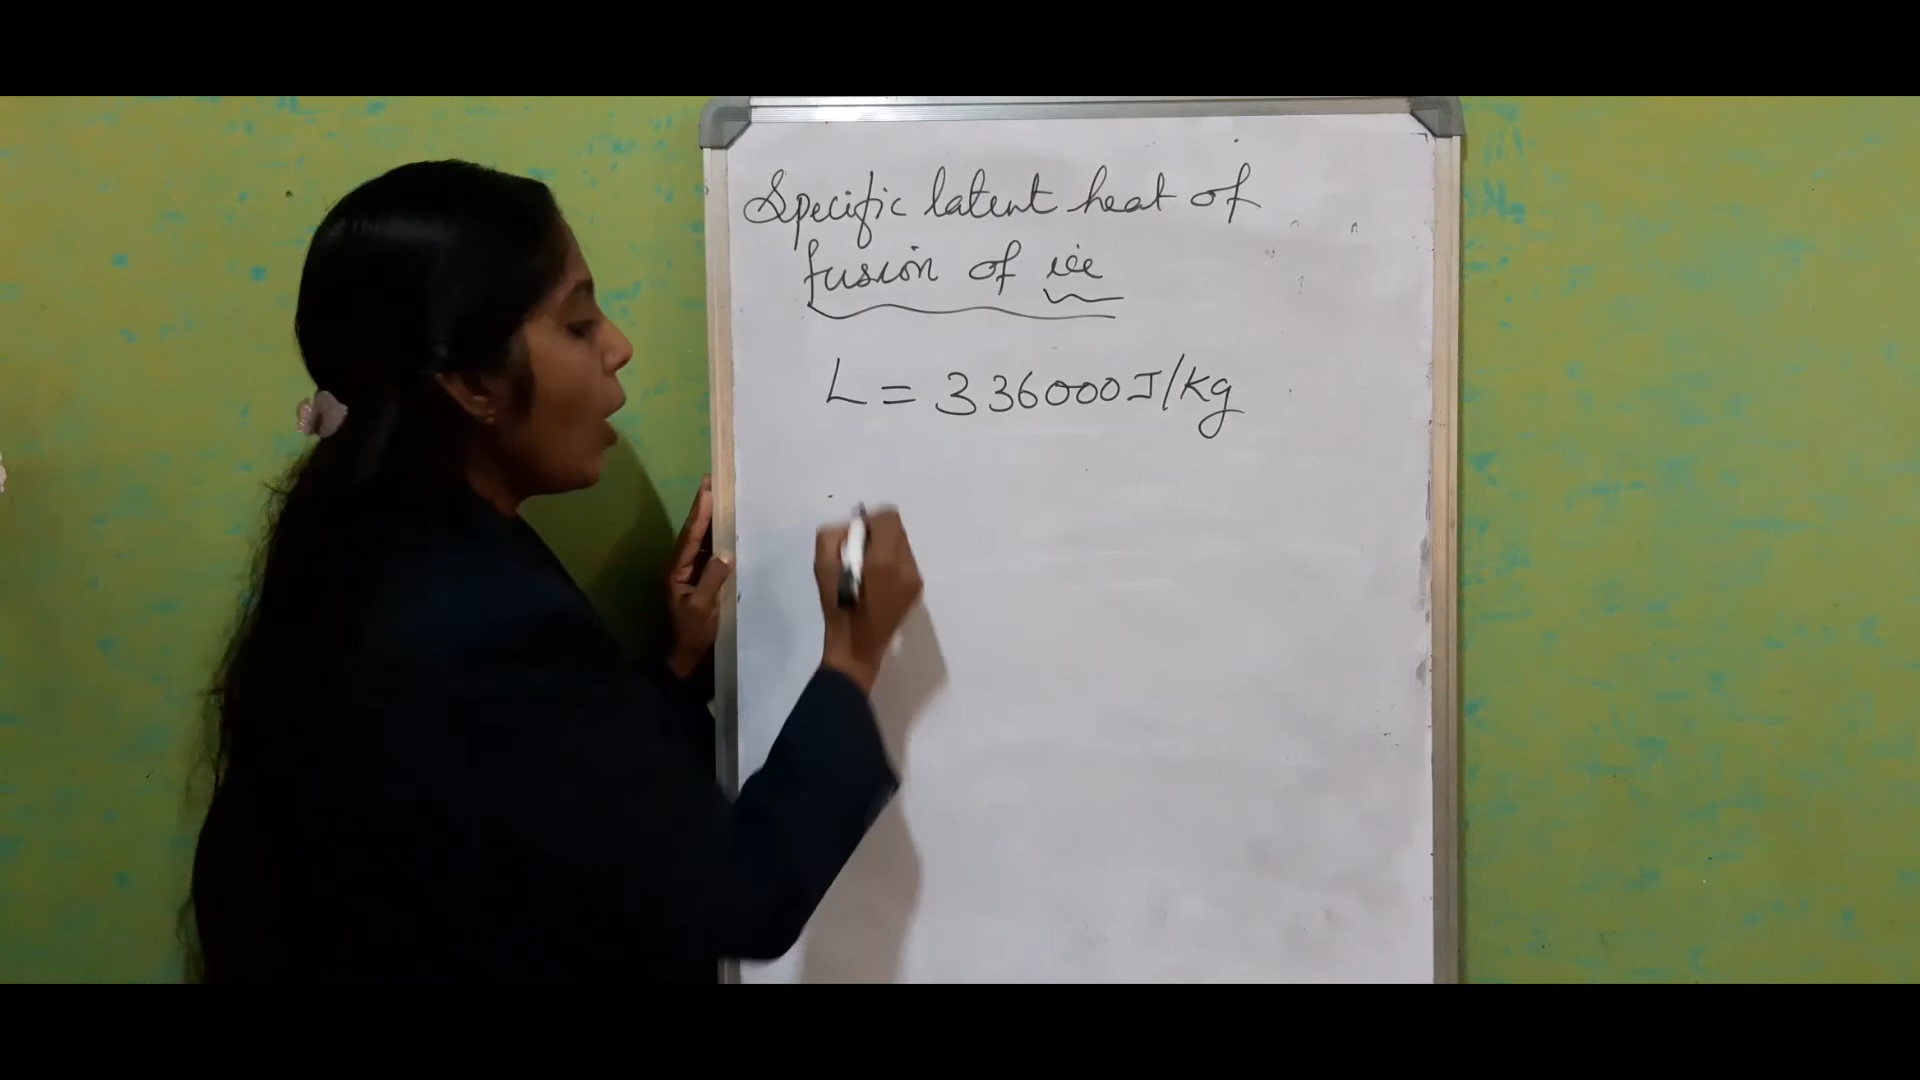 Specific latent heat of
fusion of ice
L = 336000 J/kg